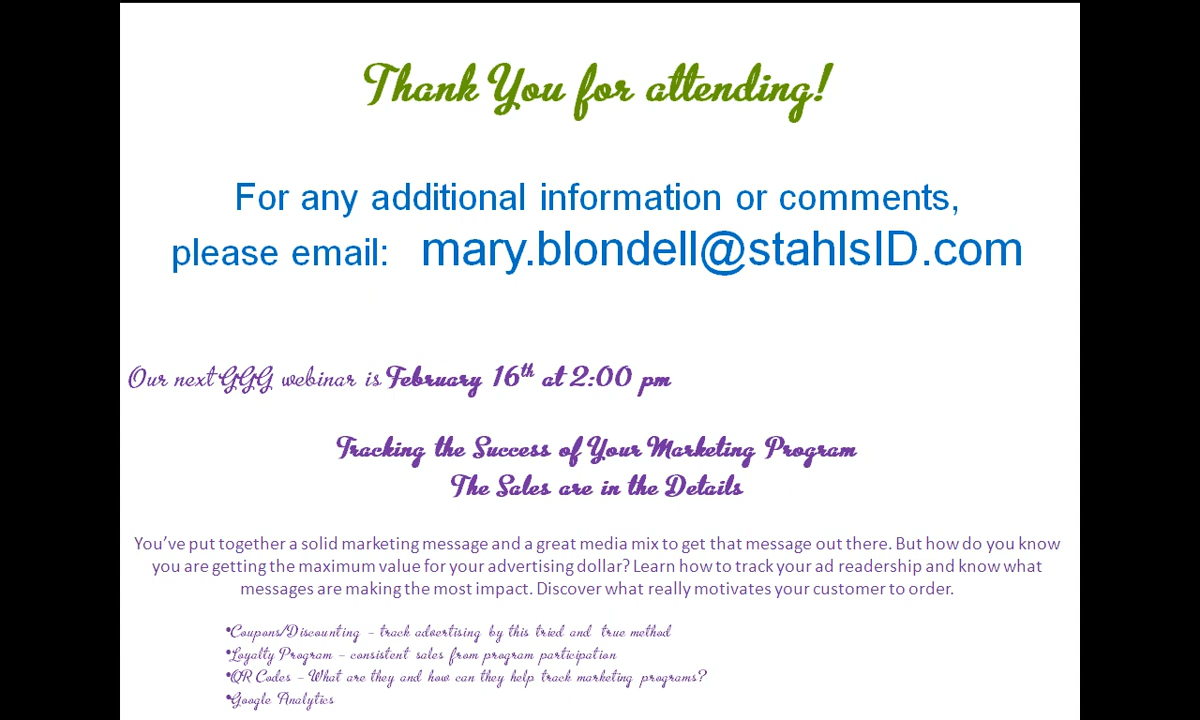 Thank You for attending!
For any additional information or comments,
please email: mary.blondell@stahlsID.com
Our next GGG webinar is February 16th at 2:00 pm
Tracking the Success of Your Marketing Program
The Sales are in the Details
You’ve put together a solid marketing message and a great media mix to get that message out there. But how do you know
you are getting the maximum value for your advertising dollar? Learn how to track your ad readership and know what
messages are making the most impact. Discover what really motivates your customer to order.
•Coupons/Discounting – track advertising by this tried and true method
•Loyalty Program – consistent sales from program participation
•QR Codes – What are they and how can they help track marketing programs?
•Google Analytics